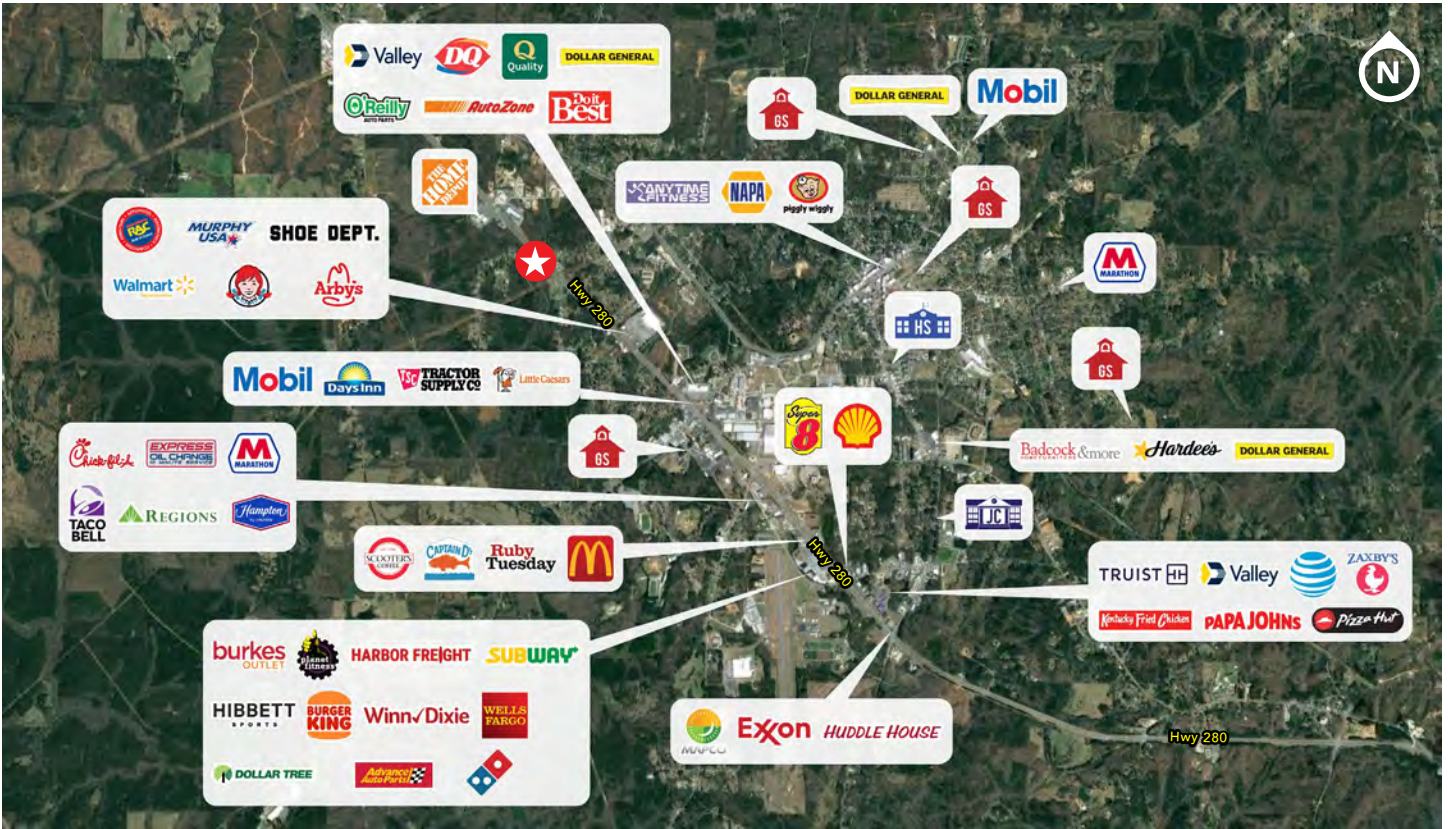 Valley DQ Q Quality DOLLAR GENERAL
O'Reilly AUTO PARTS AutoZone Do it Best
N
GS
DOLLAR GENERAL Mobil
THE HOME DEPOT
ANYTIME FITNESS NAPA piggly wiggly
GS
RAC MURPHY USA SHOE DEPT.
Walmart Arby's
MARATHON
Hwy 280
HS
GS
Mobil Days Inn TSC TRACTOR SUPPLY CO Little Caesars
Super 8
GS
Badcock &more Hardee's DOLLAR GENERAL
HOME FURNITURE
Chick-fil-A EXPRESS OIL CHANGE M MARATHON
TACO BELL REGIONS Hampton
JC
SCOOTER'S COFFEE CAPTAIN D'S Ruby Tuesday
Hwy 280
TRUIST Valley ZAXBY'S
Kentucky Fried Chicken PAPA JOHNS Pizza Hut
burkes OUTLET planet fitness HARBOR FREIGHT SUBWAY
HIBBETT SPORTS BURGER KING Winn Dixie WELLS FARGO
DOLLAR TREE Advance Auto Parts
MAPCO Exxon HUDDLE HOUSE
Hwy 280